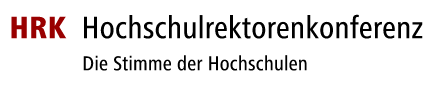 HRK Hochschulrektorenkonferenz
Die Stimme der Hochschulen